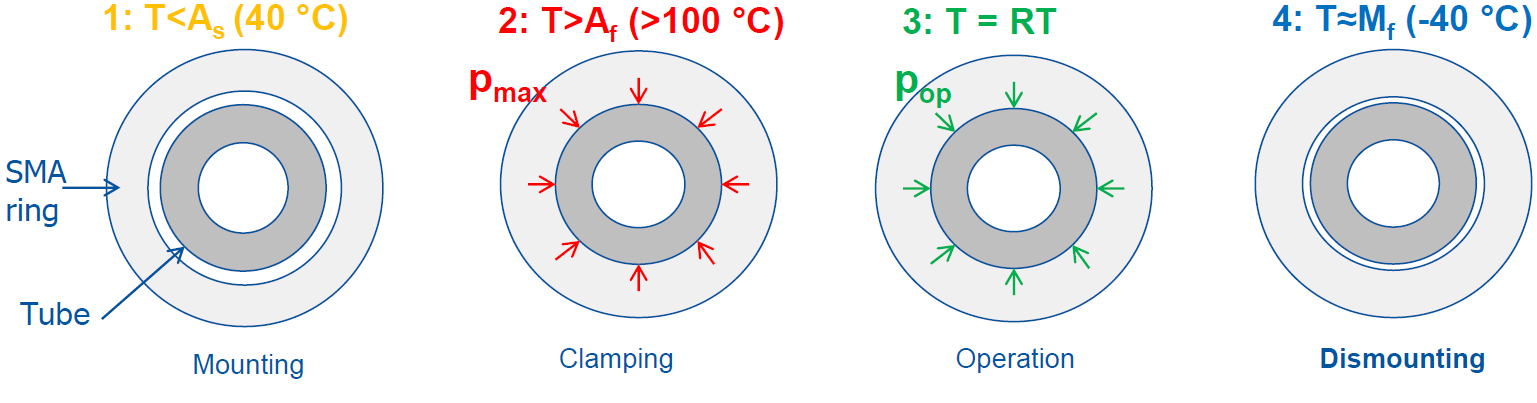 1: T<As (40 °C)
2: T>Af (>100 °C)
3: T = RT
4: T≈Mf (-40 °C)
pmax
pop
SMA
ring
Tube
Mounting
Clamping
Operation
Dismounting